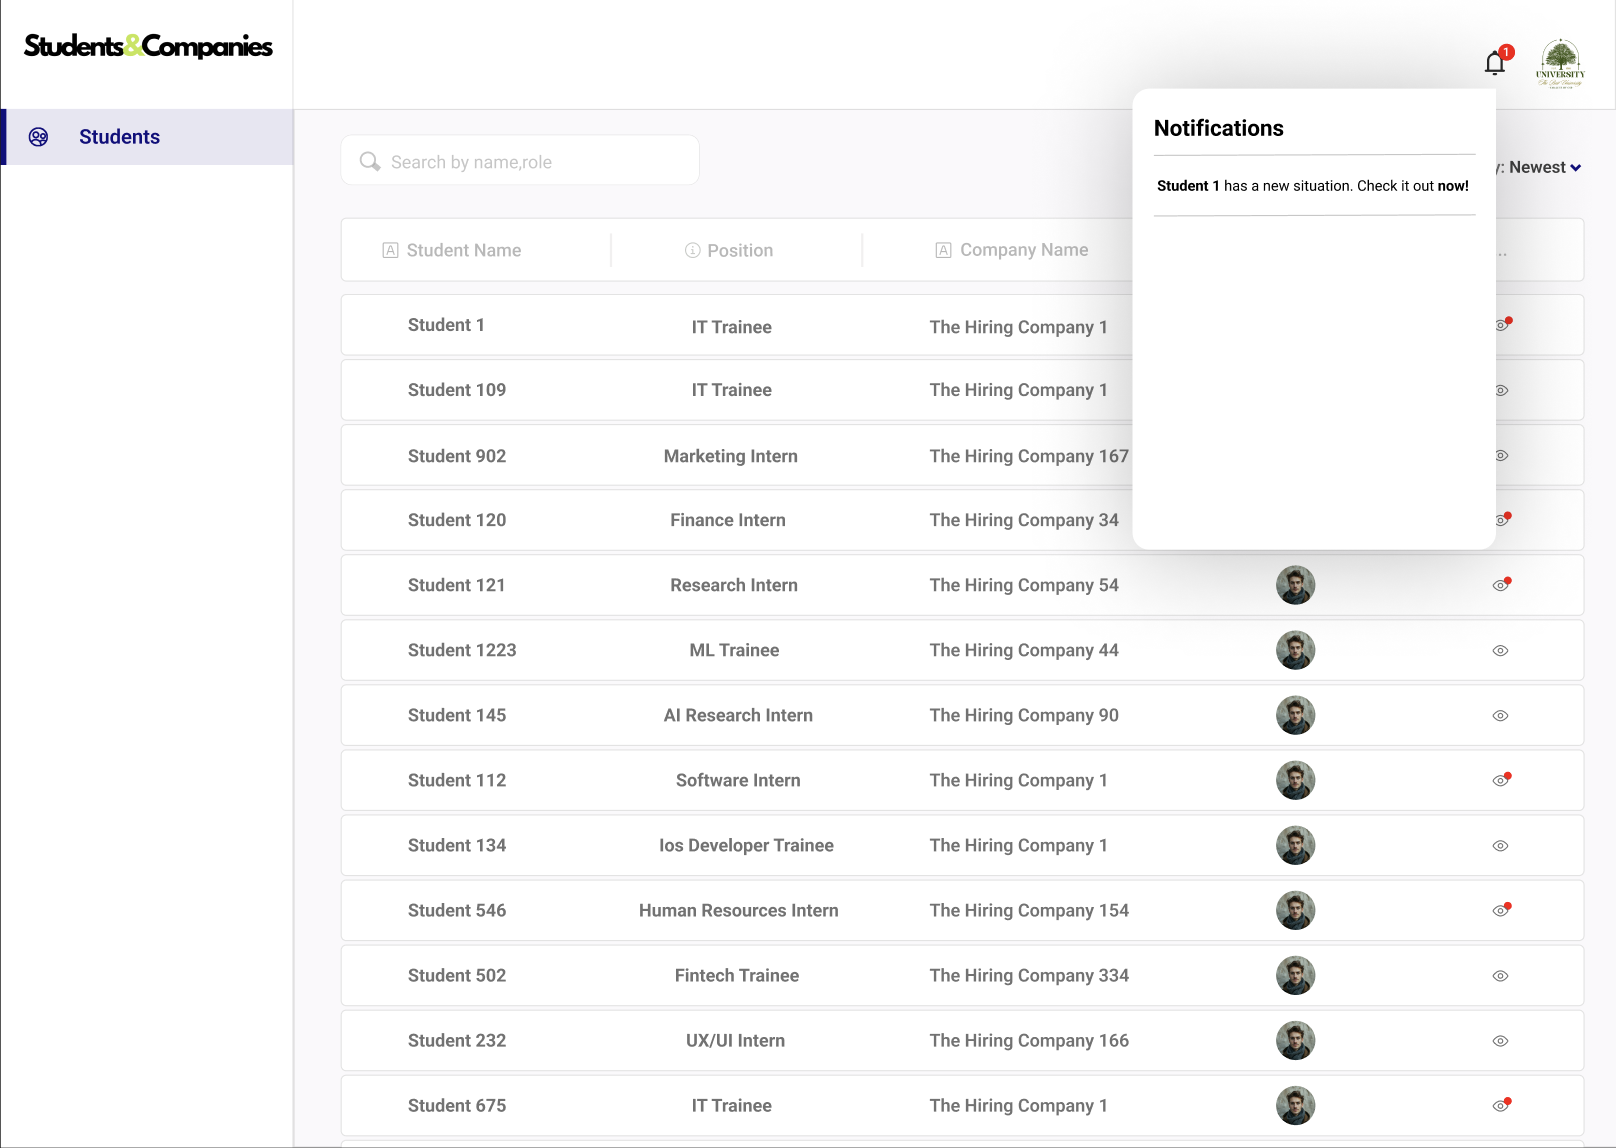 Students&Companies
1
UNIVERSITY
Students
Search by name,role
Notifications
Student 1 has a new situation. Check it out now!
y: Newest
Student Name
Position
Company Name
..
Student 1 IT Trainee The Hiring Company 1
Student 109 IT Trainee The Hiring Company 1
Student 902 Marketing Intern The Hiring Company 167
Student 120 Finance Intern The Hiring Company 34
Student 121 Research Intern The Hiring Company 54
Student 1223 ML Trainee The Hiring Company 44
Student 145 AI Research Intern The Hiring Company 90
Student 112 Software Intern The Hiring Company 1
Student 134 Ios Developer Trainee The Hiring Company 1
Student 546 Human Resources Intern The Hiring Company 154
Student 502 Fintech Trainee The Hiring Company 334
Student 232 UX/UI Intern The Hiring Company 166
Student 675 IT Trainee The Hiring Company 1